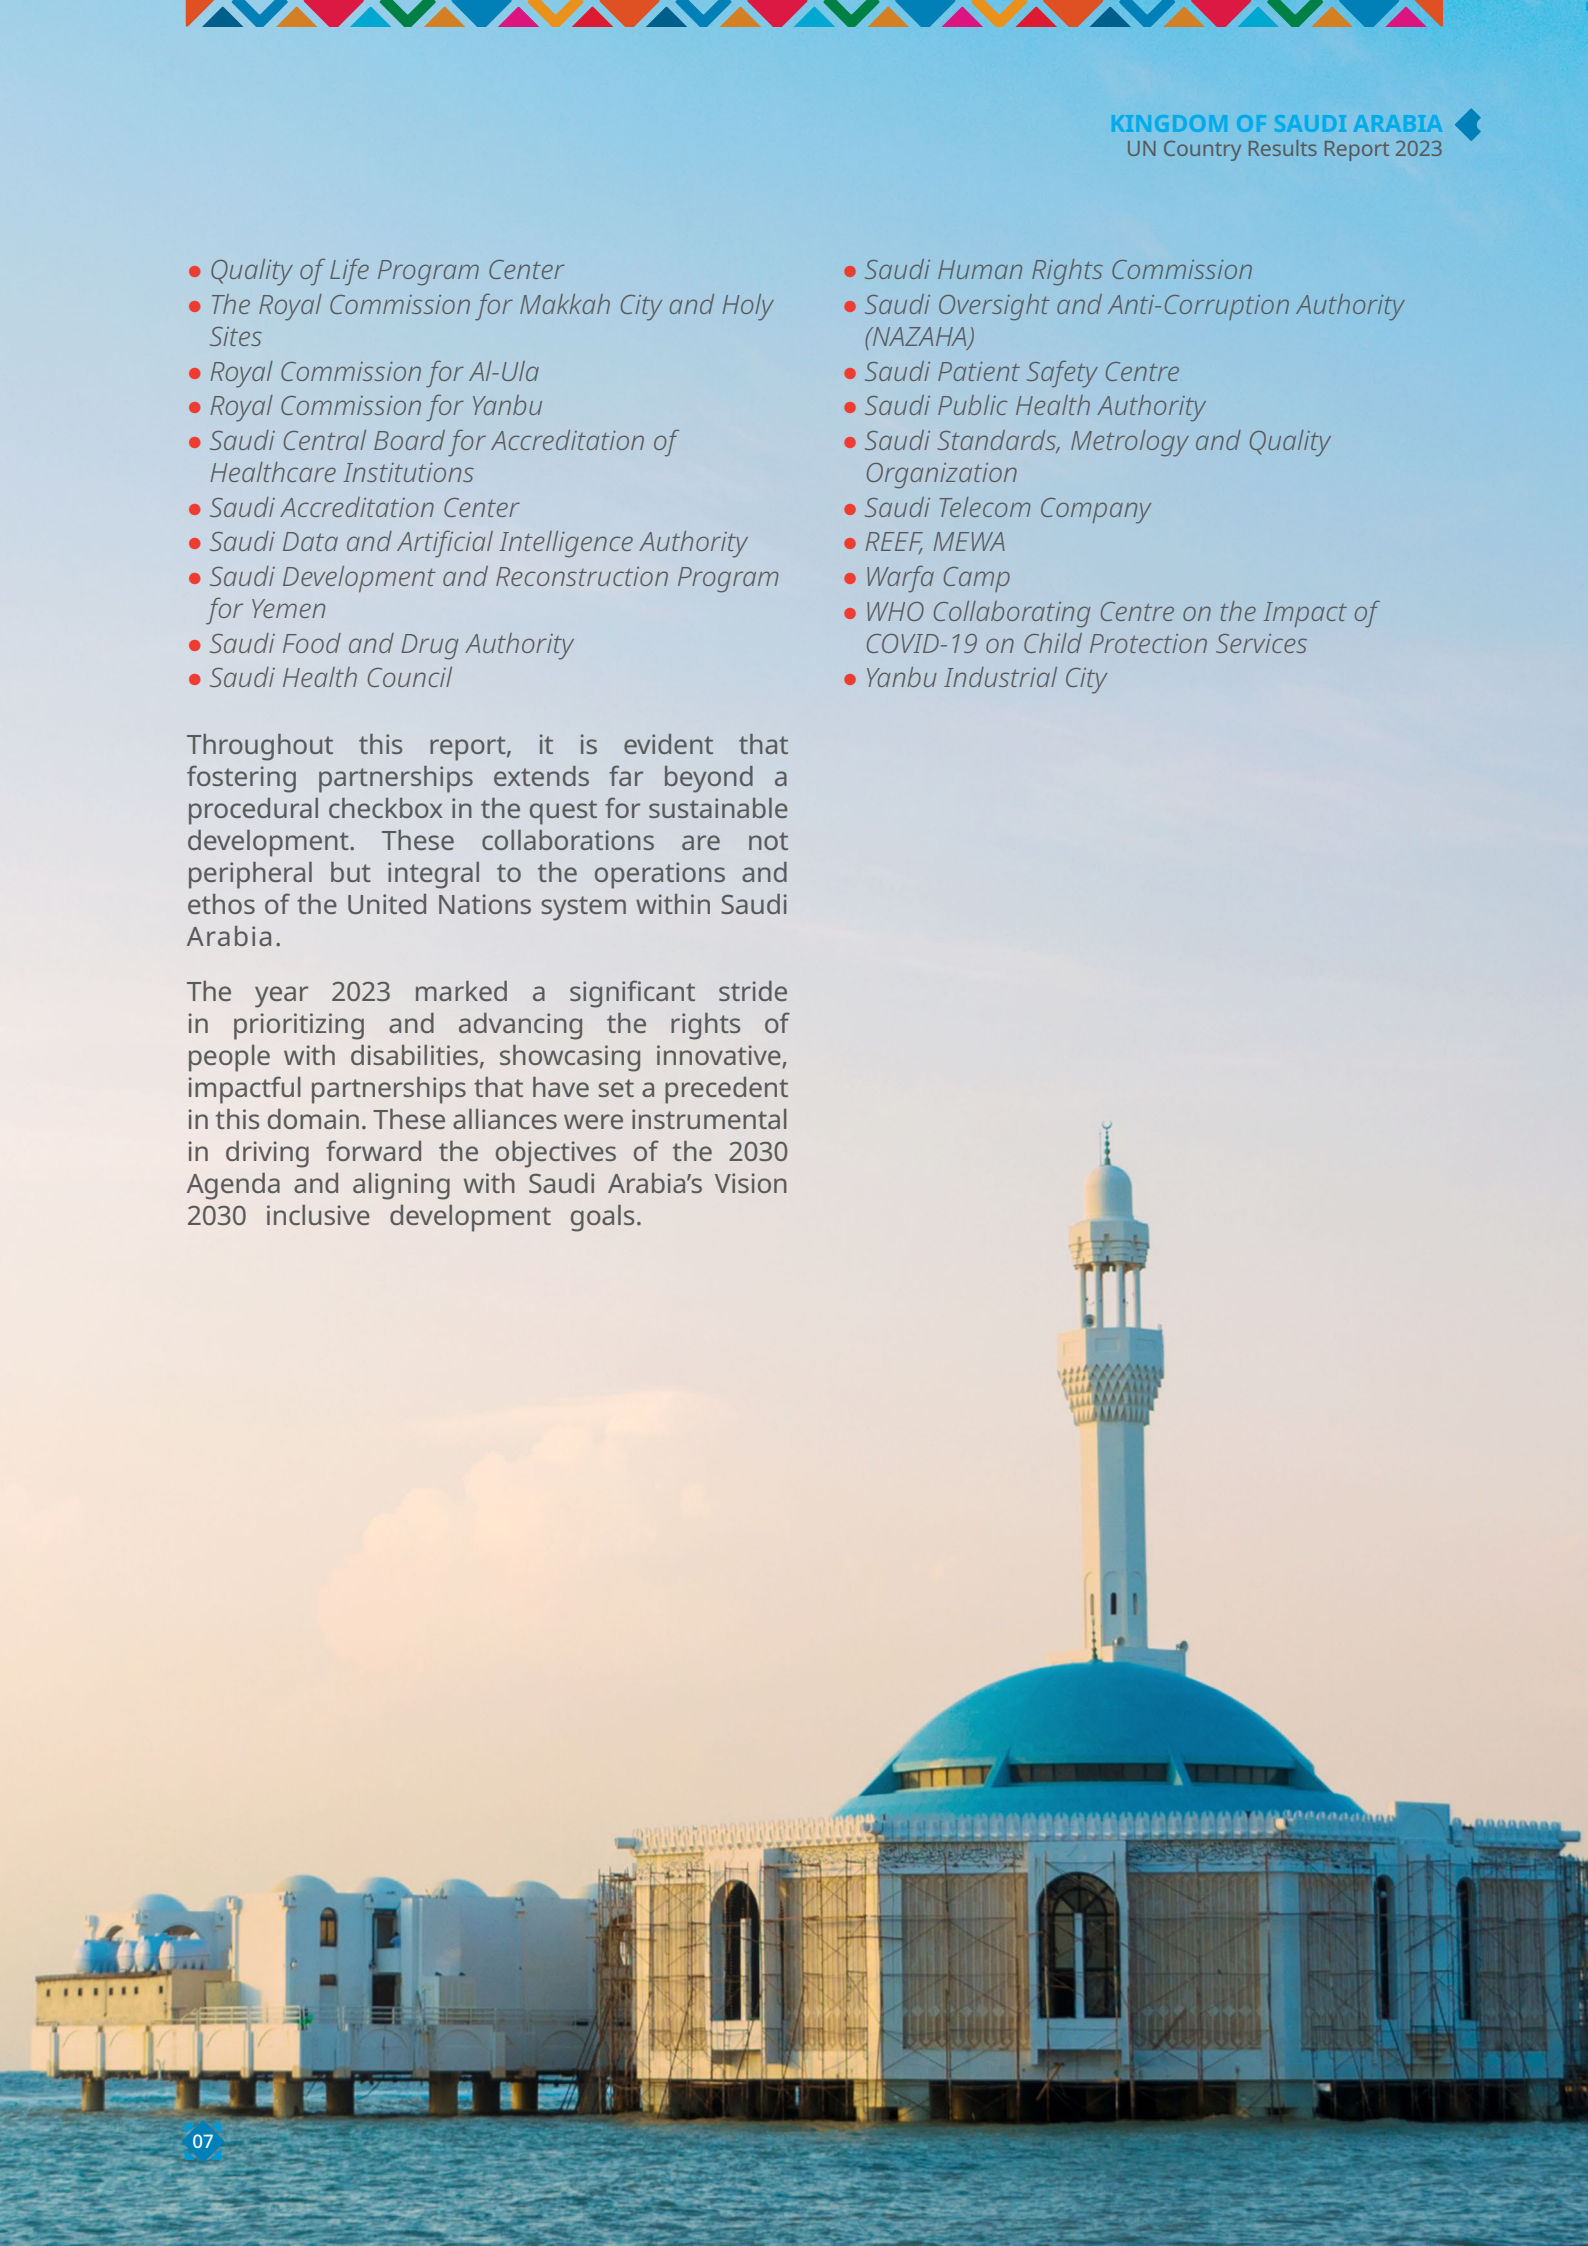 KINGDOM OF SAUDI ARABIA
UN Country Results Report 2023
• Quality of Life Program Center
• The Royal Commission for Makkah City and Holy
Sites
• Royal Commission for Al-Ula
• Royal Commission for Yanbu
• Saudi Central Board for Accreditation of
Healthcare Institutions
• Saudi Accreditation Center
• Saudi Data and Artificial Intelligence Authority
• Saudi Development and Reconstruction Program
for Yemen
• Saudi Food and Drug Authority
• Saudi Health Council
• Saudi Human Rights Commission
• Saudi Oversight and Anti-Corruption Authority
(NAZAHA)
• Saudi Patient Safety Centre
• Saudi Public Health Authority
• Saudi Standards, Metrology and Quality
Organization
• Saudi Telecom Company
• REEF, MEWA
• Warfa Camp
• WHO Collaborating Centre on the Impact of
COVID-19 on Child Protection Services
• Yanbu Industrial City
Throughout this report, it is evident that
fostering partnerships extends far beyond a
procedural checkbox in the quest for sustainable
development. These collaborations are not
peripheral but integral to the operations and
ethos of the United Nations system within Saudi
Arabia.
The year 2023 marked a significant stride
in prioritizing and advancing the rights of
people with disabilities, showcasing innovative,
impactful partnerships that have set a precedent
in this domain. These alliances were instrumental
in driving forward the objectives of the 2030
Agenda and aligning with Saudi Arabia’s Vision
2030 inclusive development goals.
07